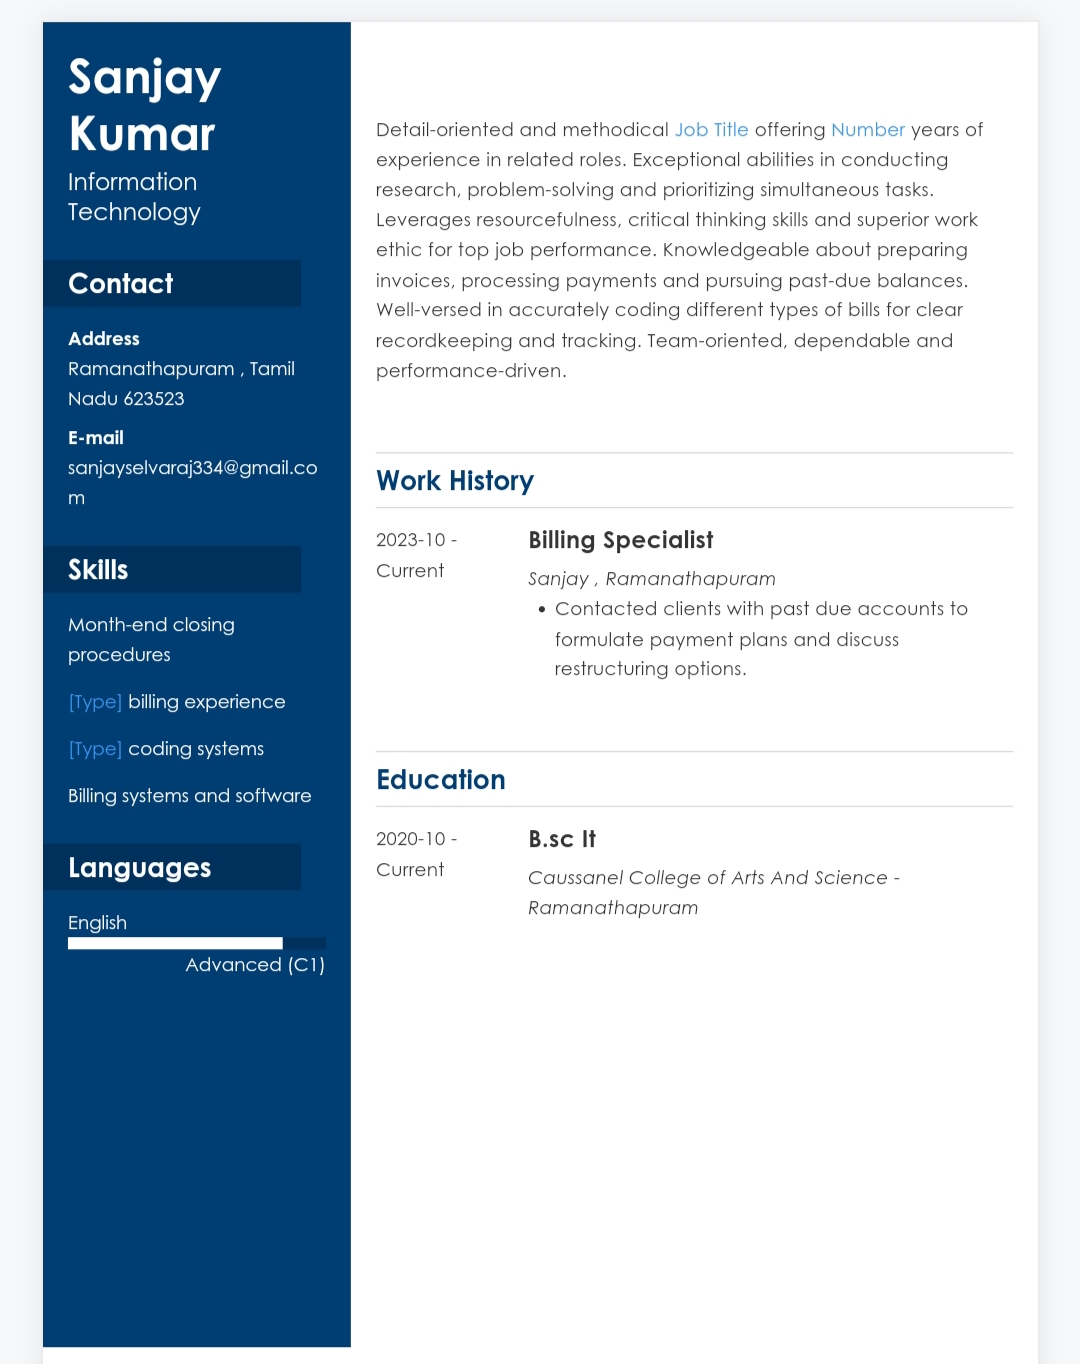 Sanjay
Kumar
Information
Technology
Contact
Address
Ramanathapuram , Tamil
Nadu 623523
E-mail
sanjayselvaraj334@gmail.co
m
Skills
Month-end closing
procedures
[Type] billing experience
[Type] coding systems
Billing systems and software
Languages
English
Advanced (C1)
Detail-oriented and methodical Job Title offering Number years of
experience in related roles. Exceptional abilities in conducting
research, problem-solving and prioritizing simultaneous tasks.
Leverages resourcefulness, critical thinking skills and superior work
ethic for top job performance. Knowledgeable about preparing
invoices, processing payments and pursuing past-due balances.
Well-versed in accurately coding different types of bills for clear
recordkeeping and tracking. Team-oriented, dependable and
performance-driven.
Work History
2023-10 -
Current
Billing Specialist
Sanjay , Ramanathapuram
• Contacted clients with past due accounts to
formulate payment plans and discuss
restructuring options.
Education
2020-10 -
Current
B.sc It
Caussanel College of Arts And Science -
Ramanathapuram